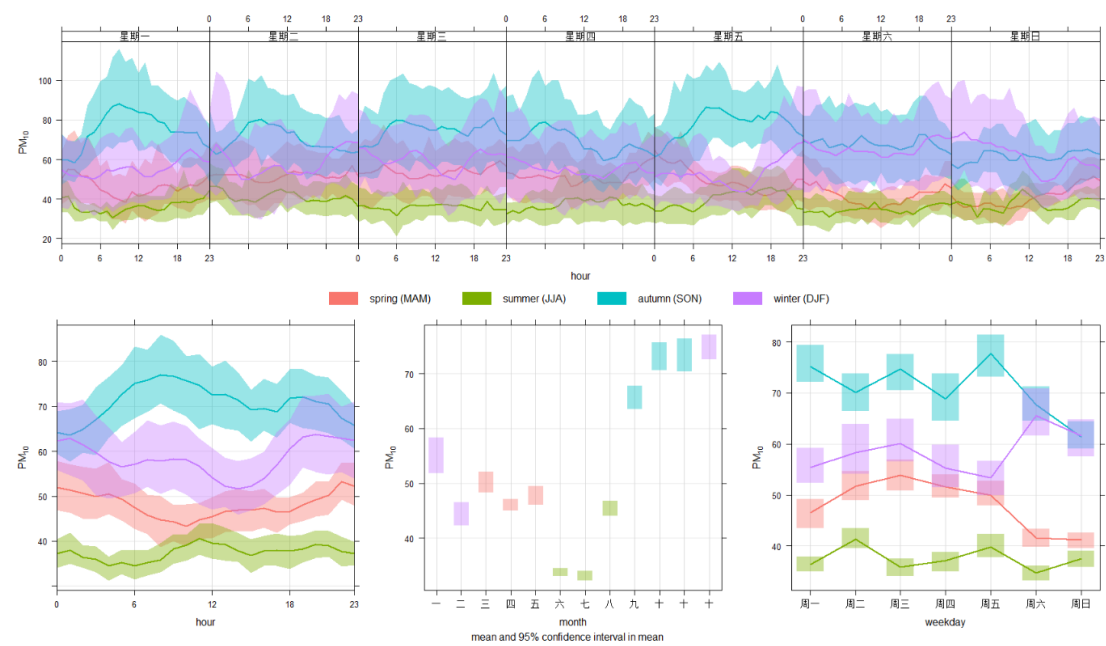 0 6 12 18 23 0 6 12 18 23 0 6 12 18 23
星期一 星期二 星期三 星期四 星期五 星期六 星期日
PM10
100
80
60
40
20
0 6 12 18 23 0 6 12 18 23 0 6 12 18 23 0 6 12 18 23
hour
spring (MAM) summer (JJA) autumn (SON) winter (DJF)
PM10
80
70
60
50
40
0 6 12 18 23
hour
PM10
70
60
50
40
一 二 三 四 五 六 七 八 九 十 十 十
month
mean and 95% confidence interval in mean
PM10
80
70
60
50
40
周一 周二 周三 周四 周五 周六 周日
weekday